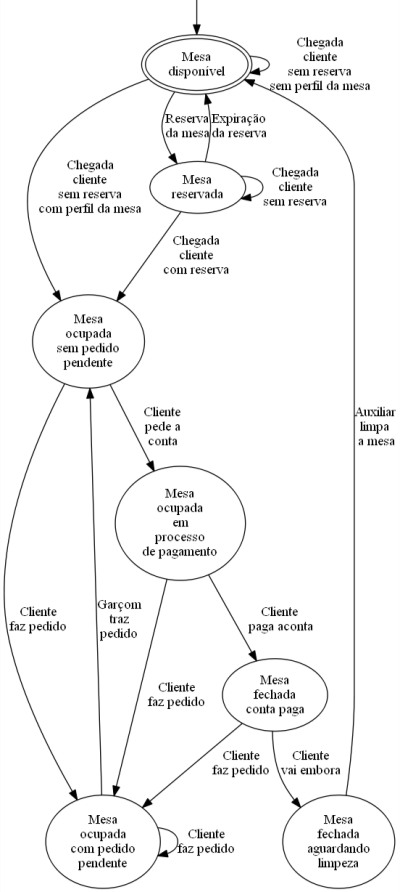 Mesa
disponível
Chegada
cliente
sem reserva
sem perfil da mesa
Reserva
da mesa
Expiração
da reserva
Chegada
cliente
sem reserva
com perfil da mesa
Mesa
reservada
Chegada
cliente
sem reserva
Chegada
cliente
com reserva
Mesa
ocupada
sem pedido
pendente
Cliente
pede a
conta
Auxiliar
limpa
a mesa
Mesa
ocupada
em
processo
de pagamento
Cliente
faz pedido
Garçom
traz
pedido
Cliente
paga aconta
Cliente
faz pedido
Mesa
fechada
conta paga
Cliente
faz pedido
Cliente
vai embora
Mesa
ocupada
com pedido
pendente
Cliente
faz pedido
Mesa
fechada
aguardando
limpeza